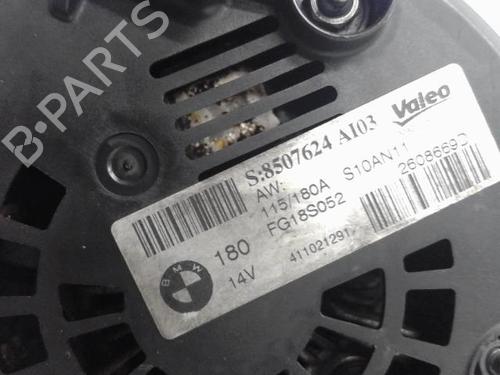 B-PARTS
S:8507624 AI03
Valeo
AW:
115/180A
S10AN11
FG18S052
2608669D
180
14V
411021291
BMW